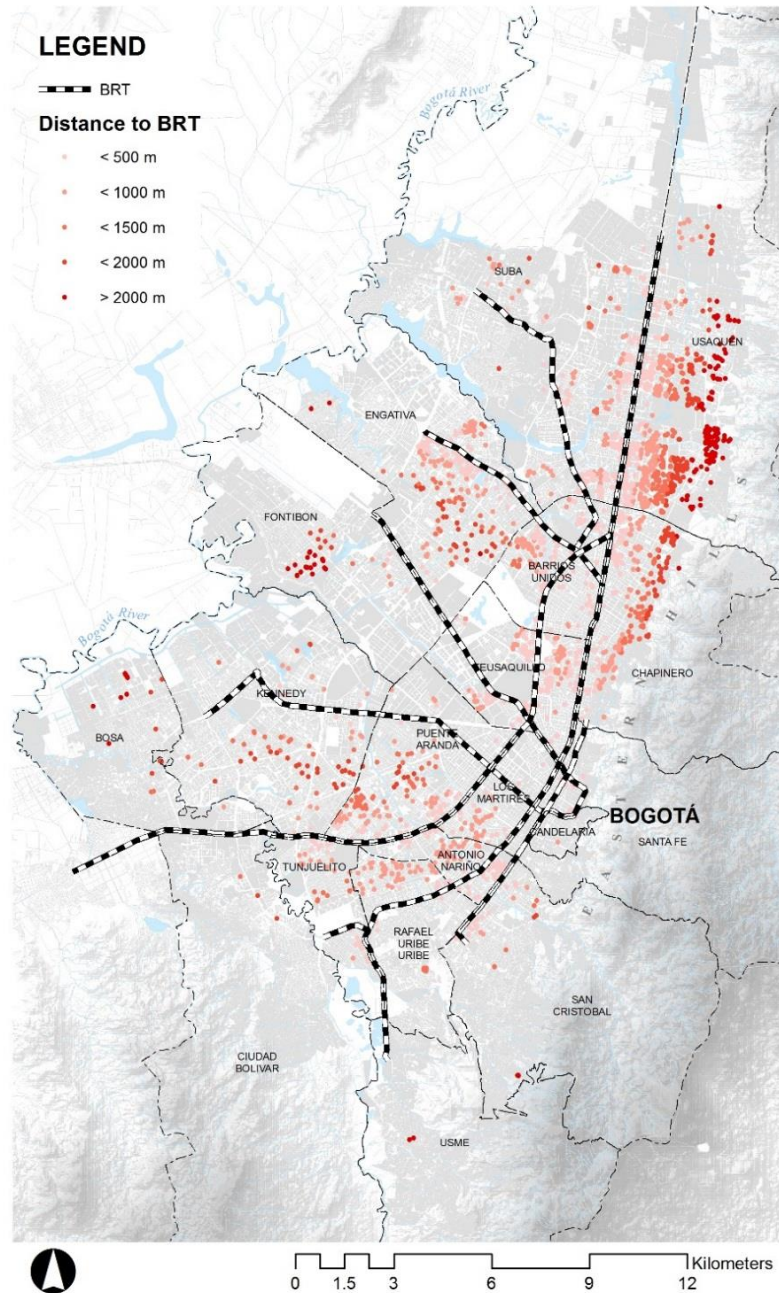 LEGEND
BRT
Distance to BRT
< 500 m
< 1000 m
< 1500 m
< 2000 m
> 2000 m
Bogotá River
SUBA
USAQUÉN
ENGATIVA
FONTIBON
BARRIOS
UNIDOS
Bogotá River
TEUSAQUILLO
CHAPINERO
KENNEDY
BOSA
PUENTE
ARANDA
LOS
MARTIRES
BOGOTÁ
CANDELARIA
SANTA FE
EASTERN HILLS
TUNJUELITO
ANTONIO
NARIÑO
RAFAEL
URIBE
URIBE
SAN
CRISTOBAL
CIUDAD
BOLIVAR
USME
Kilometers
0 1.5 3 6 9 12